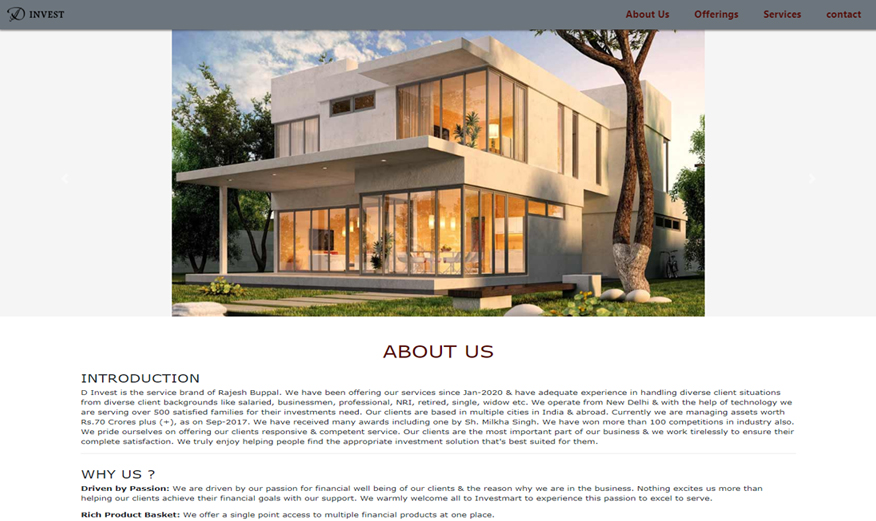 INVEST
About Us Offerings Services contact
ABOUT US
INTRODUCTION
D Invest is the service brand of Rajesh Buppal. We have been offering our services since Jan-2020 & have adequate experience in handling diverse client situations
from diverse client backgrounds like salaried, businessmen, professional, NRI, retired, single, widow etc. We operate from New Delhi & with the help of technology we
are serving over 500 satisfied families for their investments need. Our clients are based in multiple cities in India & abroad. Currently we are managing assets worth
Rs.70 Crores plus (+), as on Sep-2017. We have received many awards including one by Sh. Milkha Singh. We have won more than 100 competitions in industry also.
We pride ourselves on offering our clients responsive & competent service. Our clients are the most important part of our business & we work tirelessly to ensure their
complete satisfaction. We truly enjoy helping people find the appropriate investment solution that's best suited for them.
WHY US ?
Driven by Passion: We are driven by our passion for financial well being of our clients & the reason why we are in the business. Nothing excites us more than
helping our clients achieve their financial goals with our support. We warmly welcome all to Investmart to experience this passion to excel to serve.
Rich Product Basket: We offer a single point access to multiple financial products at one place.